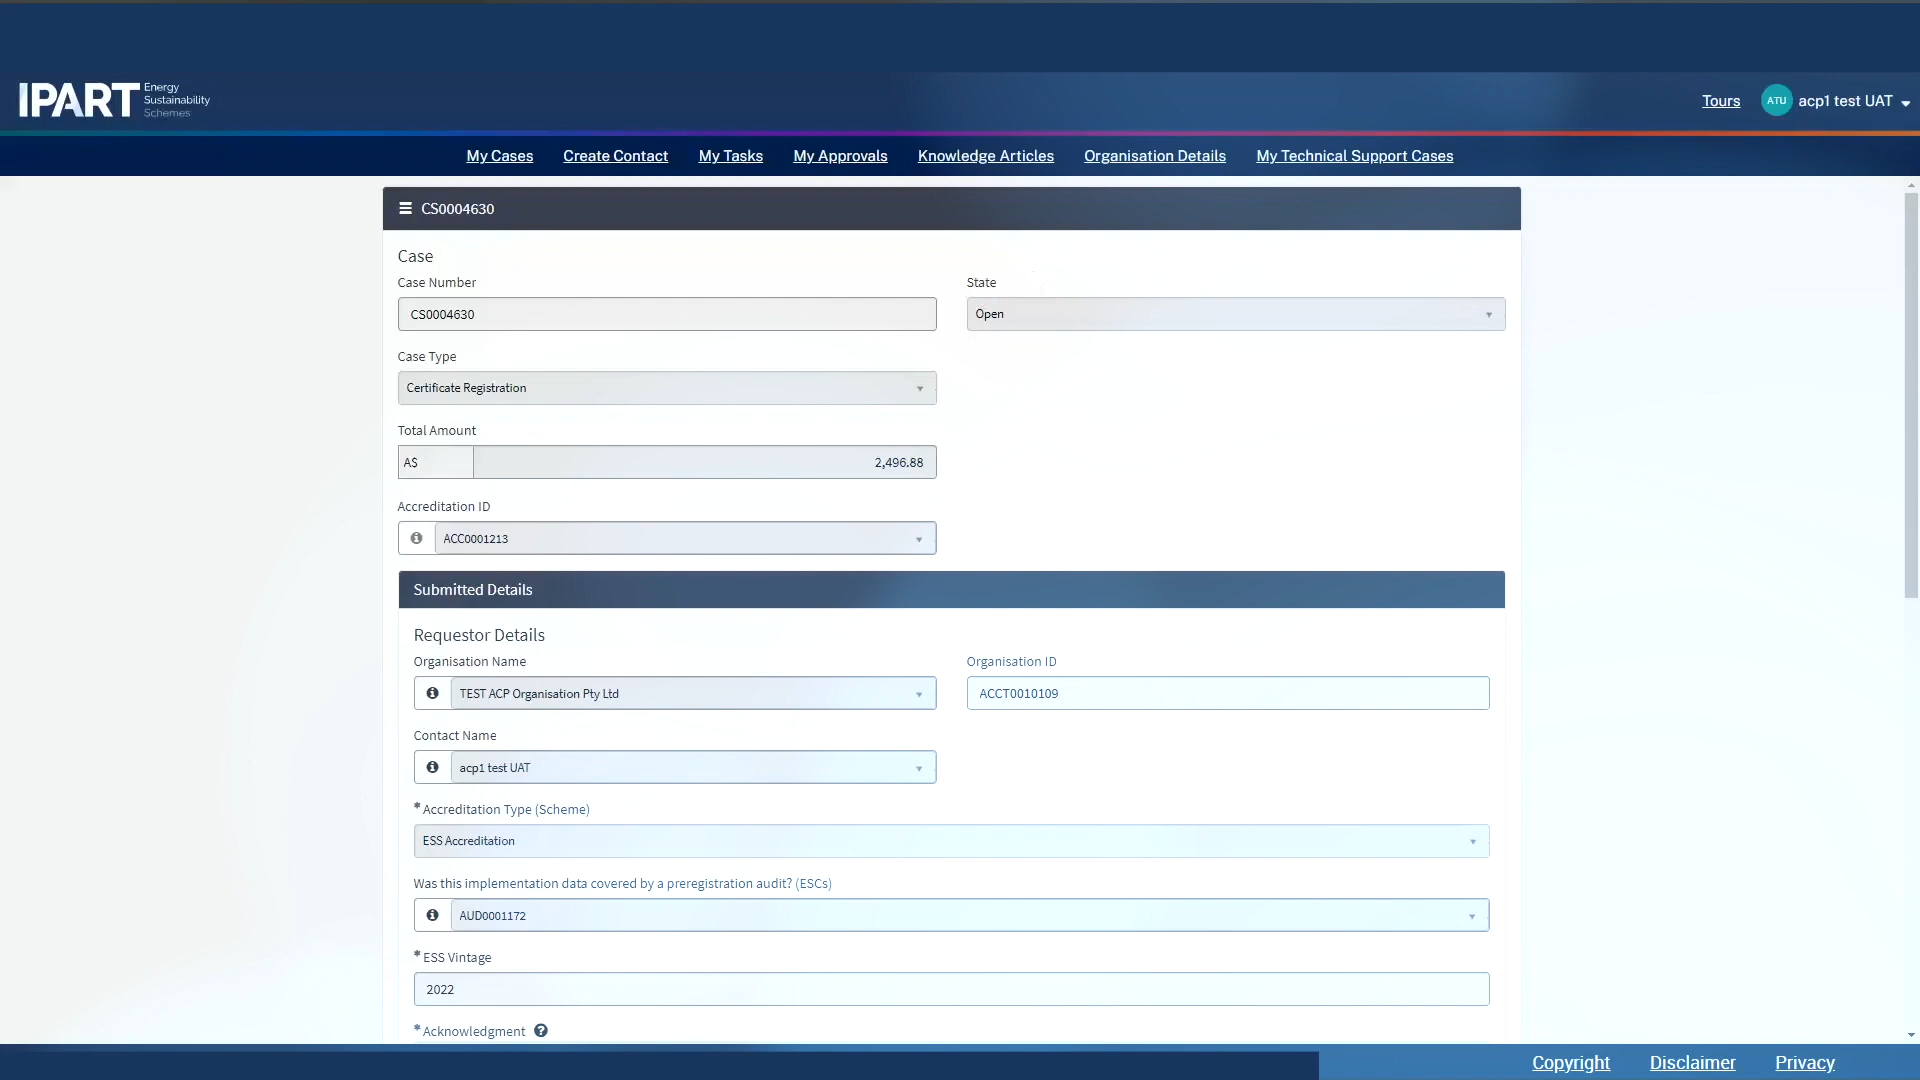 IPART Energy
Sustainability
Schemes
Tours
ATU acp1 test UAT
My Cases Create Contact My Tasks My Approvals Knowledge Articles Organisation Details My Technical Support Cases
CS0004630
Case
Case Number State
CS0004630 Open
Case Type
Certificate Registration
Total Amount
A$ 2,496.88
Accreditation ID
ACC0001213
Submitted Details
Requestor Details
Organisation Name Organisation ID
TEST ACP Organisation Pty Ltd ACCT0010109
Contact Name
acp1 test UAT
* Accreditation Type (Scheme)
ESS Accreditation
Was this implementation data covered by a preregistration audit? (ESCs)
AUD0001172
* ESS Vintage
2022
* Acknowledgment ?
Copyright Disclaimer Privacy